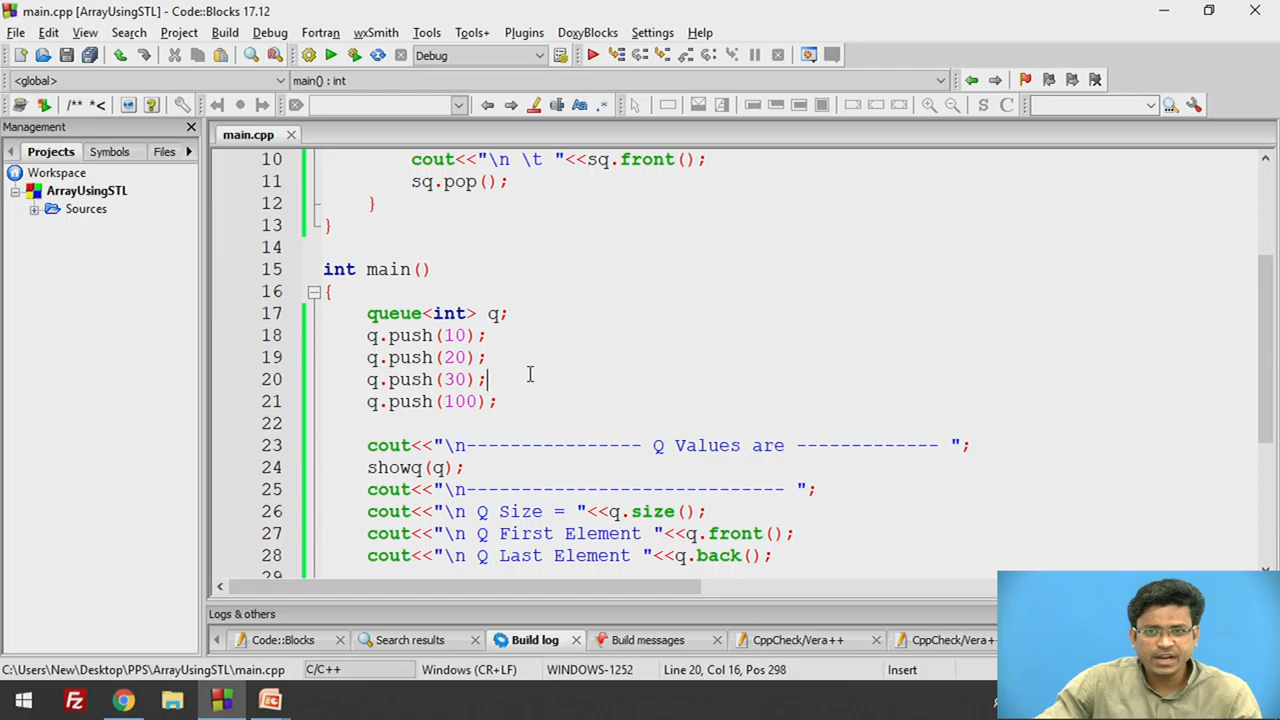 main.cpp [ArrayUsingSTL] - Code::Blocks 17.12
File Edit View Search Project Build Debug Fortran wxSmith Tools Tools+ Plugins DoxyBlocks Settings Help
Debug
<global> main() : int
/** *<
Management
main.cpp
Projects Symbols Files
Workspace
ArrayUsingSTL
Sources
10 cout<<"\n \t "<<sq.front();
11 sq.pop();
12 }
13 }
14
15 int main()
16 {
17 queue<int> q;
18 q.push(10);
19 q.push(20);
20 q.push(30);
21 q.push(100);
22
23 cout<<"\n---------------- Q Values are ------------- ";
24 showq(q);
25 cout<<"\n----------------------------- ";
26 cout<<"\n Q Size = "<<q.size();
27 cout<<"\n Q First Element "<<q.front();
28 cout<<"\n Q Last Element "<<q.back();
29
Logs & others
Code::Blocks Search results Build log Build messages CppCheck/Vera++ CppCheck/Vera++
C:\Users\New\Desktop\PPS\ArrayUsingSTL\main.cpp C/C++ Windows (CR+LF) WINDOWS-1252 Line 20, Col 16, Pos 298 Insert